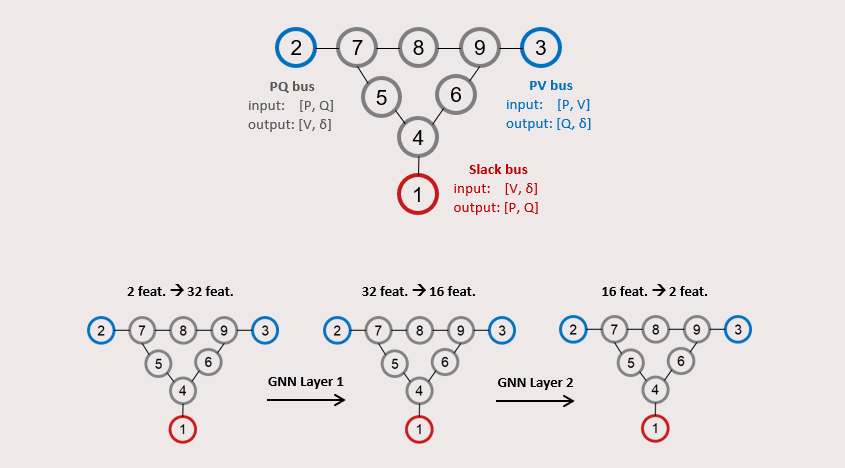 2 7 8 9 3
PQ bus
input: [P, Q]
output: [V, δ]
PV bus
input: [P, V]
output: [Q, δ]
5 6
4
Slack bus
input: [V, δ]
output: [P, Q]
1
2 feat. → 32 feat.
32 feat. → 16 feat.
16 feat. → 2 feat.
2 7 8 9 3
5 6
4
1
GNN Layer 1
2 7 8 9 3
5 6
4
1
GNN Layer 2
2 7 8 9 3
5 6
4
1